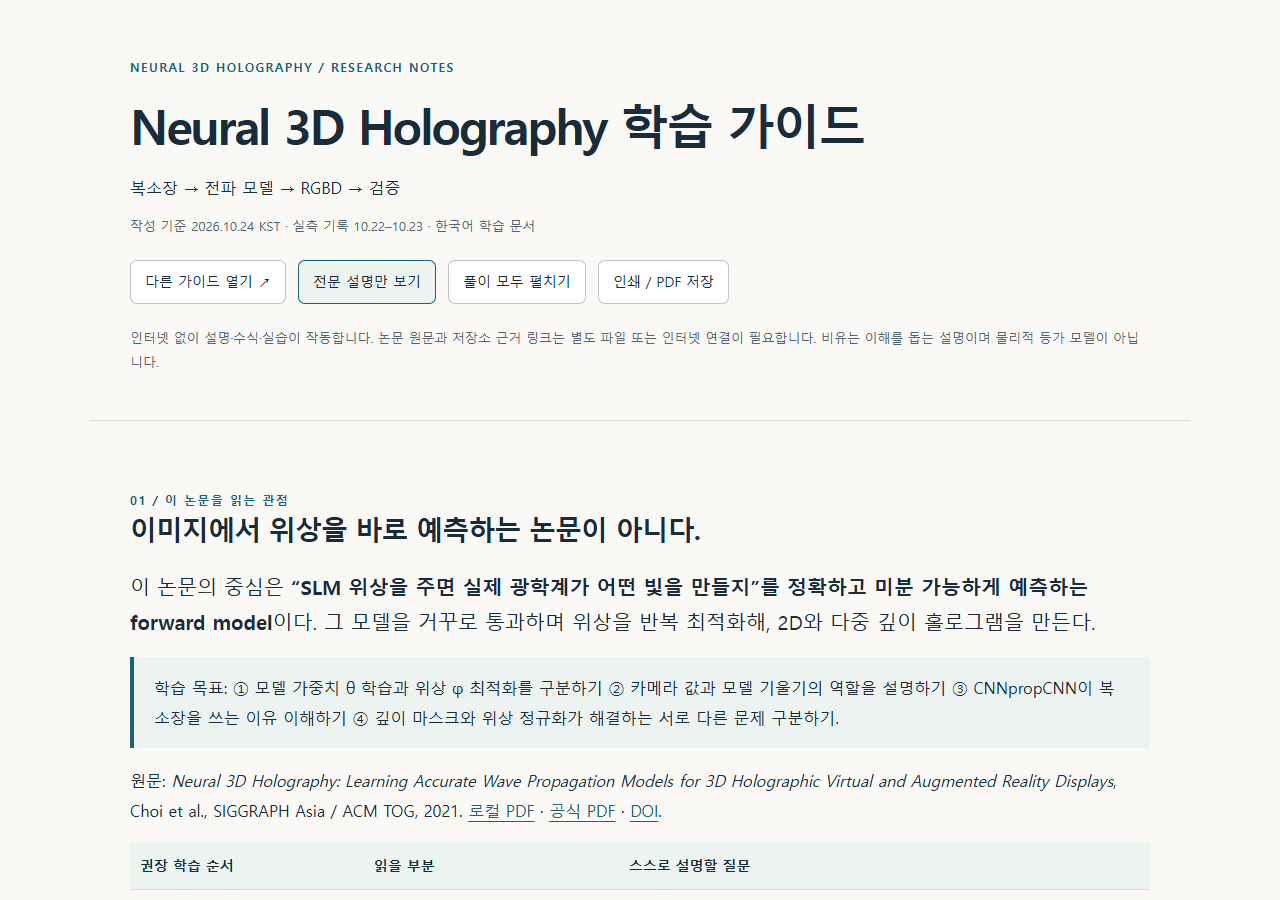 NEURAL 3D HOLOGRAPHY / RESEARCH NOTES
Neural 3D Holography 학습 가이드
복소장 → 전파 모델 → RGBD → 검증
작성 기준 2026.10.24 KST · 실측 기록 10.22–10.23 · 한국어 학습 문서
다른 가이드 열기 ↗
전문 설명만 보기
풀이 모두 펼치기
인쇄 / PDF 저장
인터넷 없이 설명·수식·실습이 작동합니다. 논문 원문과 저장소 근거 링크는 별도 파일 또는 인터넷 연결이 필요합니다. 비유는 이해를 돕는 설명이며 물리적 등가 모델이 아닙
니다.
01 / 이 논문을 읽는 관점
이미지에서 위상을 바로 예측하는 논문이 아니다.
이 논문의 중심은 “SLM 위상을 주면 실제 광학계가 어떤 빛을 만들지”를 정확하고 미분 가능하게 예측하는
forward model이다. 그 모델을 거꾸로 통과하며 위상을 반복 최적화해, 2D와 다중 깊이 홀로그램을 만든다.
학습 목표: ① 모델 가중치 θ 학습과 위상 φ 최적화를 구분하기 ② 카메라 값과 모델 기울기의 역할을 설명하기 ③ CNNpropCNN이 복
소장을 쓰는 이유 이해하기 ④ 깊이 마스크와 위상 정규화가 해결하는 서로 다른 문제 구분하기.
원문: Neural 3D Holography: Learning Accurate Wave Propagation Models for 3D Holographic Virtual and Augmented Reality Displays,
Choi et al., SIGGRAPH Asia / ACM TOG, 2021. 로컬 PDF · 공식 PDF · DOI.
권장 학습 순서
읽을 부분
스스로 설명할 질문